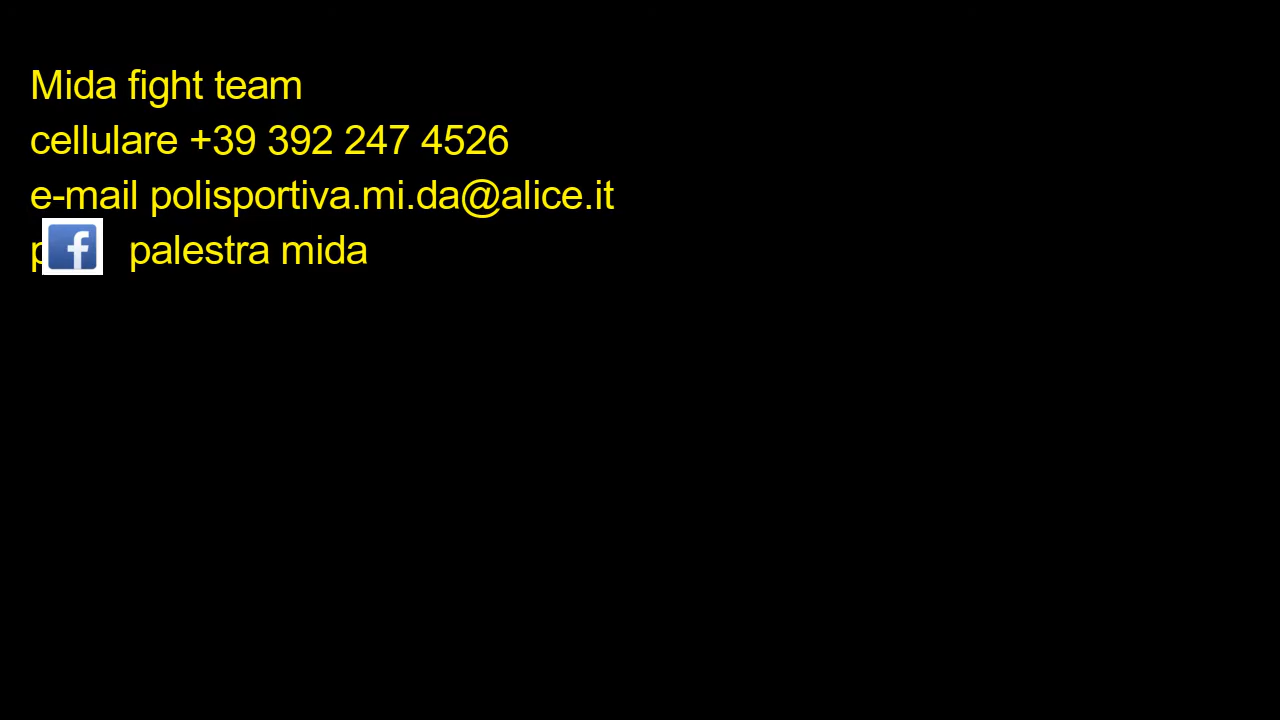 Mida fight team
cellulare +39 392 247 4526
e-mail polisportiva.mi.da@alice.it
f palestra mida